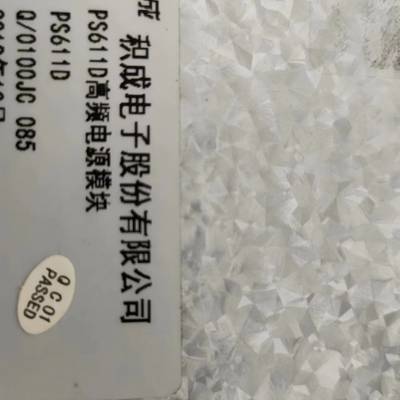 积成电子股份有限公司
PS611D高频电源模块
PS611D
Q/0100JC 085
QC01
PASSED